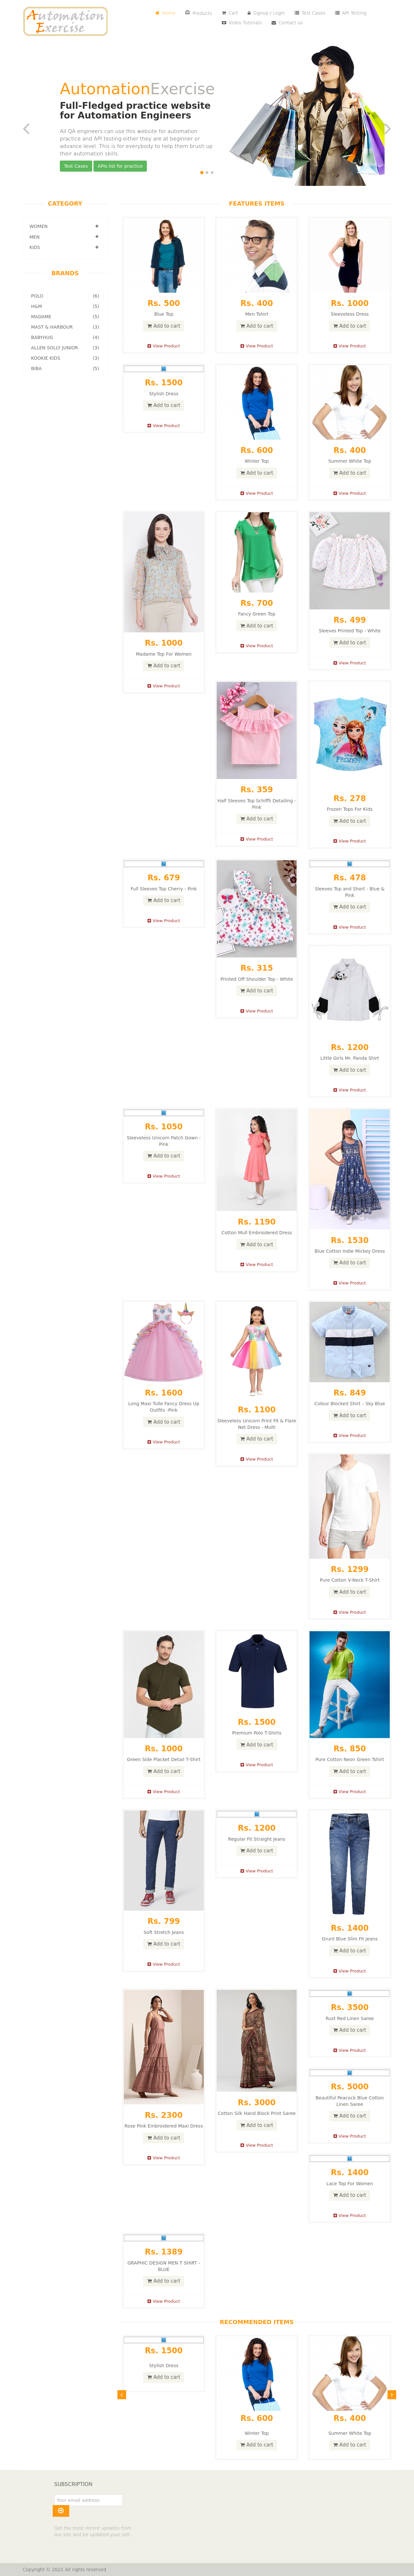 Automation
Exercise
Home
Products
Cart
Signup / Login
Test Cases
API Testing
Video Tutorials
Contact us
AutomationExercise
Full-Fledged practice website
for Automation Engineers
All QA engineers can use this website for automation
practice and API testing either they are at beginner or
advance level. This is for everybody to help them brush up
their automation skills.
Test Cases
APIs list for practice
CATEGORY
WOMEN
MEN
KIDS
BRANDS
POLO (6)
H&M (5)
MADAME (5)
MAST & HARBOUR (3)
BABYHUG (4)
ALLEN SOLLY JUNIOR (3)
KOOKIE KIDS (3)
BIBA (5)
FEATURES ITEMS
Rs. 500
Blue Top
Add to cart
View Product
Rs. 400
Men Tshirt
Add to cart
View Product
Rs. 1000
Sleeveless Dress
Add to cart
View Product
Rs. 1500
Stylish Dress
Add to cart
View Product
Rs. 600
Winter Top
Add to cart
View Product
Rs. 400
Summer White Top
Add to cart
View Product
Rs. 1000
Madame Top For Women
Add to cart
View Product
Rs. 700
Fancy Green Top
Add to cart
View Product
Rs. 499
Sleeves Printed Top - White
Add to cart
View Product
Rs. 359
Half Sleeves Top Schiffli Detailing -
Pink
Add to cart
View Product
FROZEN
Rs. 278
Frozen Tops For Kids
Add to cart
View Product
Rs. 679
Full Sleeves Top Cherry - Pink
Add to cart
View Product
Rs. 315
Printed Off Shoulder Top - White
Add to cart
View Product
Rs. 478
Sleeves Top and Short - Blue &
Pink
Add to cart
View Product
Rs. 1200
Little Girls Mr. Panda Shirt
Add to cart
View Product
Rs. 1050
Sleeveless Unicorn Patch Gown -
Pink
Add to cart
View Product
Rs. 1190
Cotton Mull Embroidered Dress
Add to cart
View Product
Rs. 1530
Blue Cotton Indie Mickey Dress
Add to cart
View Product
Rs. 1600
Long Maxi Tulle Fancy Dress Up
Outfits -Pink
Add to cart
View Product
Rs. 1100
Sleeveless Unicorn Print Fit & Flare
Net Dress - Multi
Add to cart
View Product
Rs. 849
Colour Blocked Shirt – Sky Blue
Add to cart
View Product
Rs. 1299
Pure Cotton V-Neck T-Shirt
Add to cart
View Product
Rs. 1000
Green Side Placket Detail T-Shirt
Add to cart
View Product
Rs. 1500
Premium Polo T-Shirts
Add to cart
View Product
Rs. 850
Pure Cotton Neon Green Tshirt
Add to cart
View Product
Rs. 799
Soft Stretch Jeans
Add to cart
View Product
Rs. 1200
Regular Fit Straight Jeans
Add to cart
View Product
Rs. 1400
Grunt Blue Slim Fit Jeans
Add to cart
View Product
Rs. 2300
Rose Pink Embroidered Maxi Dress
Add to cart
View Product
Rs. 3000
Cotton Silk Hand Block Print Saree
Add to cart
View Product
Rs. 3500
Rust Red Linen Saree
Add to cart
View Product
Rs. 5000
Beautiful Peacock Blue Cotton
Linen Saree
Add to cart
View Product
Rs. 1400
Lace Top For Women
Add to cart
View Product
Rs. 1389
GRAPHIC DESIGN MEN T SHIRT -
BLUE
Add to cart
View Product
RECOMMENDED ITEMS
Rs. 1500
Stylish Dress
Add to cart
Rs. 600
Winter Top
Add to cart
Rs. 400
Summer White Top
Add to cart
SUBSCRIPTION
Your email address
Get the most recent updates from
our site and be updated your self...
Copyright © 2021 All rights reserved